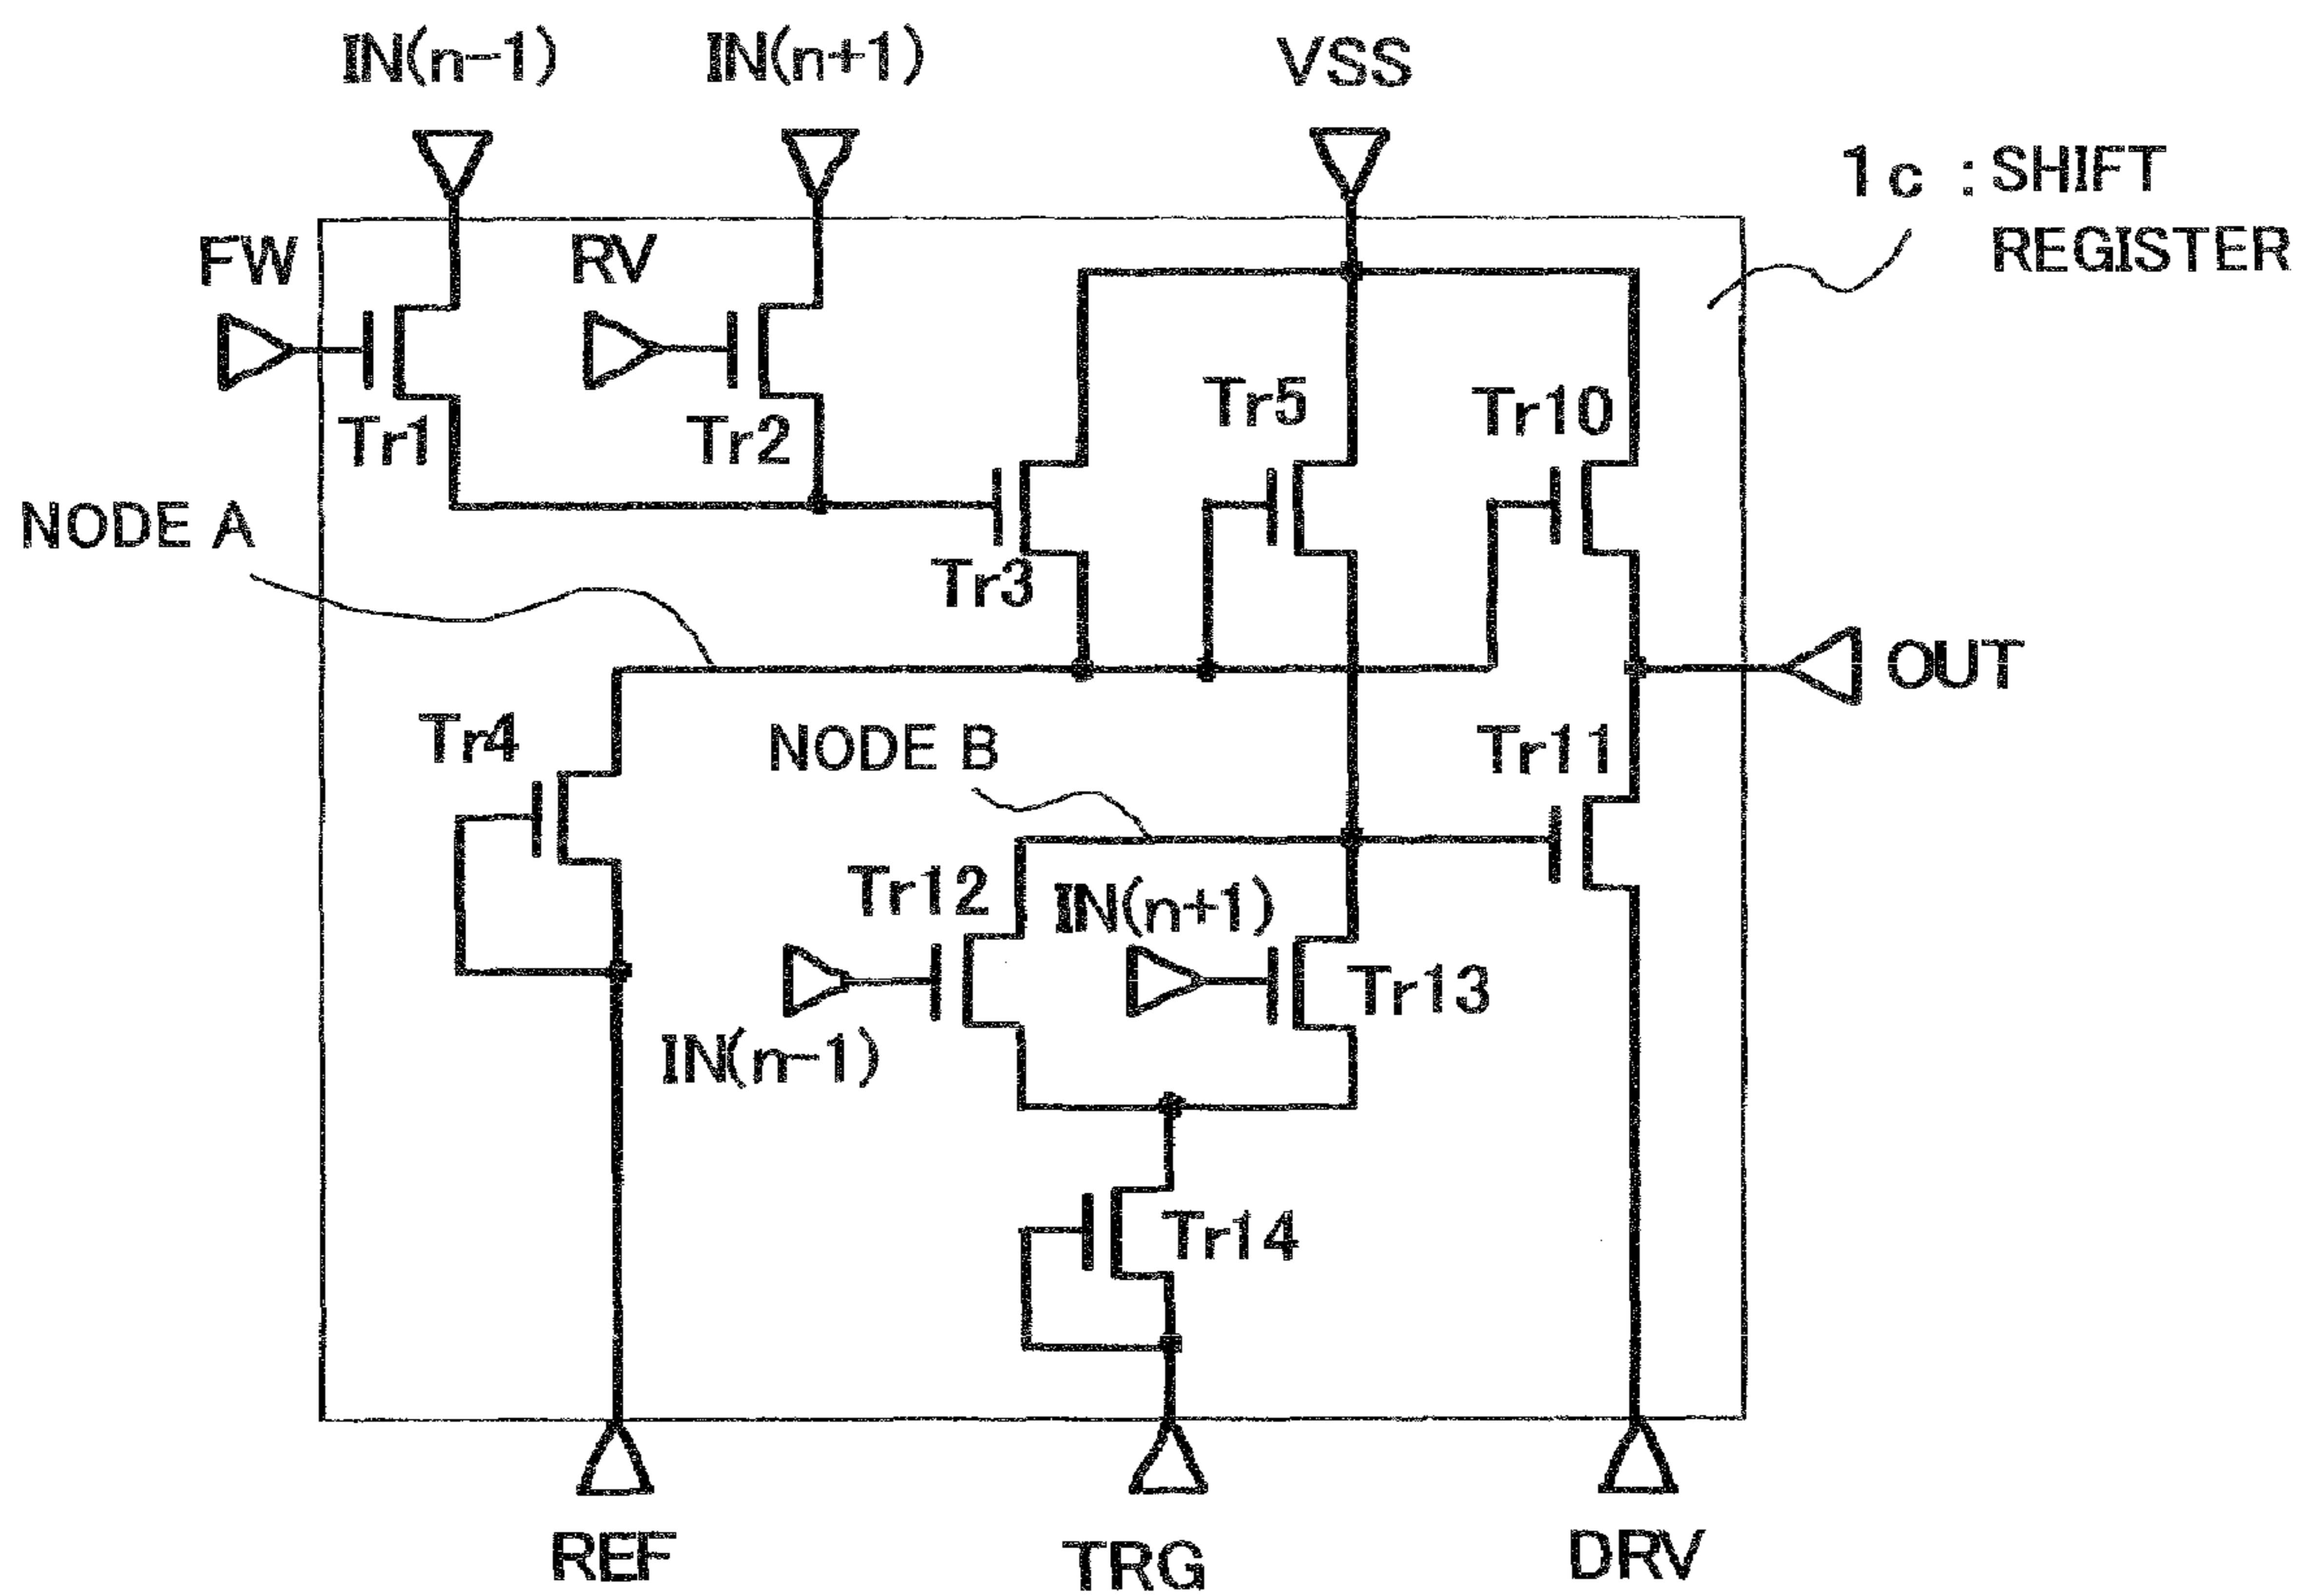 IN(n-1)
IN(n+1)
VSS
1c : SHIFT
REGISTER
FW
RV
Tr1
Tr2
Tr5
Tr10
NODE A
Tr3
OUT
Tr4
NODE B
Tr11
Tr12
IN(n+1)
Tr13
IN(n-1)
Tr14
REF
TRG
DRV